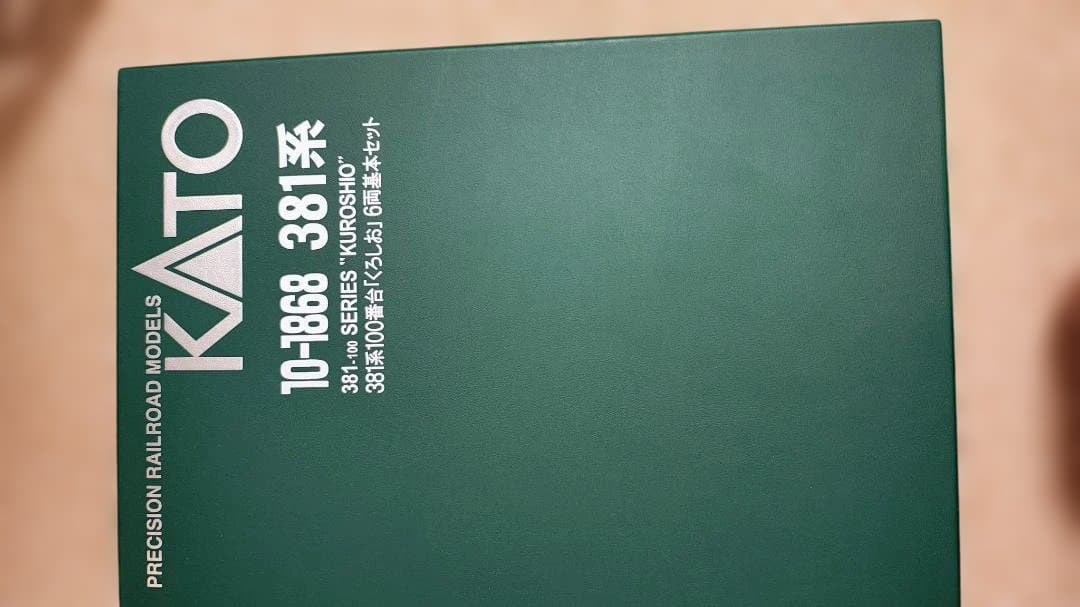 PRECISION RAILROAD MODELS
KATO
10-1868 381系
381-100 SERIES "KUROSHIO"
381系100番台「くろしお」6両基本セット